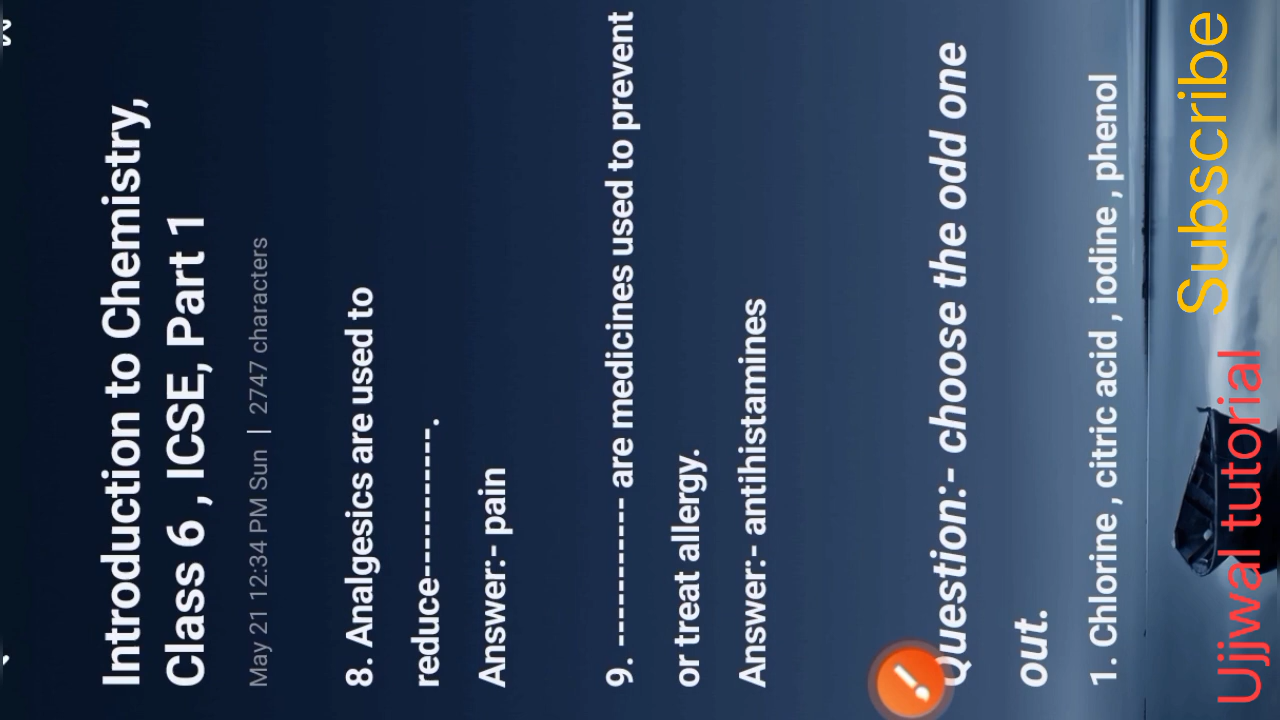 Introduction to Chemistry,
Class 6 , ICSE, Part 1
May 21 12:34 PM Sun | 2747 characters
8. Analgesics are used to
reduce-------------.
Answer:- pain
9. ------------ are medicines used to prevent
or treat allergy.
Answer:- antihistamines
Question:- choose the odd one
out.
1. Chlorine , citric acid , iodine , phenol
Ujjwal tutorial Subscribe